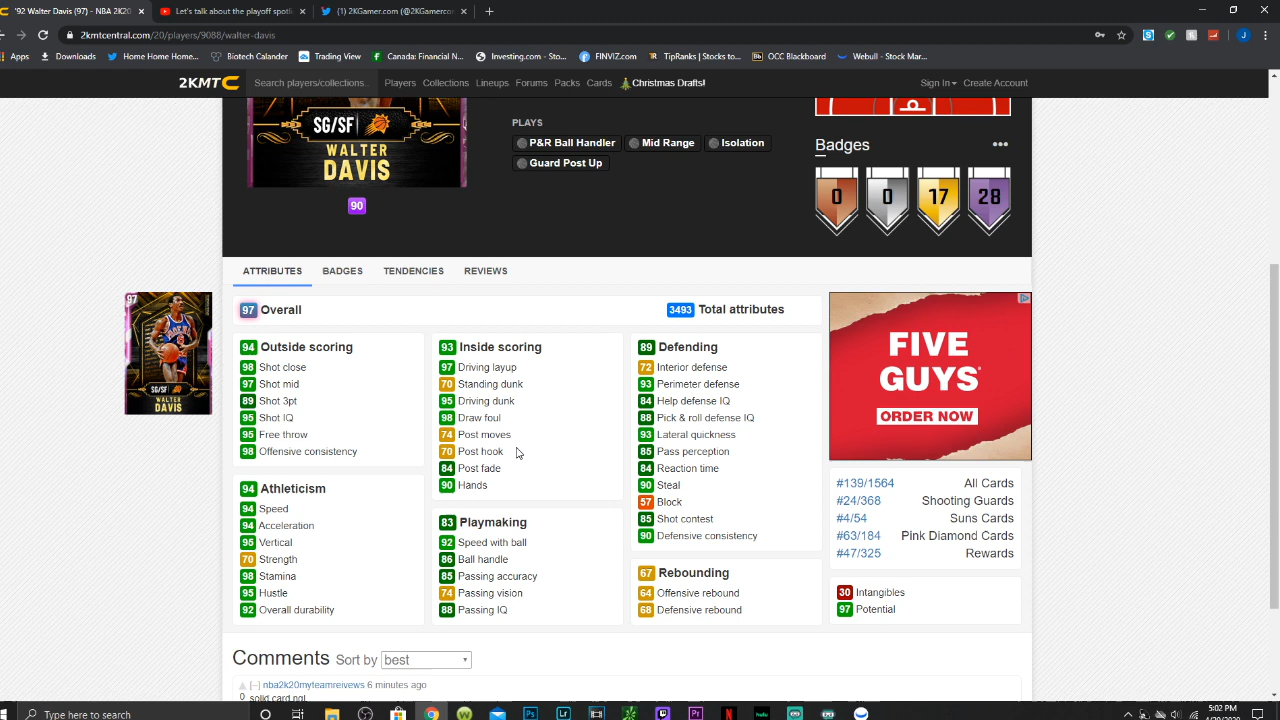 '92 Walter Davis (97) - NBA 2K20
Let's talk about the playoff spotli
(1) 2KGamer.com (@2KGamercor
2kmtcentral.com/20/players/9088/walter-davis
Apps Downloads Home Home Home... Biotech Calender Trading View Canada: Financial N... Investing.com - Sto... FINVIZ.com TipRanks | Stocks to... OCC Blackboard Webull - Stock Mar...
2KMT Search players/collections... Players Collections Lineups Forums Packs Cards Christmas Drafts! Sign In Create Account
SG/SF
WALTER
DAVIS
90
PLAYS
P&R Ball Handler Mid Range Isolation
Guard Post Up
Badges
0 0 17 28
ATTRIBUTES BADGES TENDENCIES REVIEWS
97 Overall 3493 Total attributes
94 Outside scoring
98 Shot close
97 Shot mid
89 Shot 3pt
95 Shot IQ
95 Free throw
98 Offensive consistency
94 Athleticism
94 Speed
94 Acceleration
95 Vertical
70 Strength
98 Stamina
95 Hustle
92 Overall durability
93 Inside scoring
97 Driving layup
70 Standing dunk
95 Driving dunk
98 Draw foul
74 Post moves
70 Post hook
84 Post fade
90 Hands
83 Playmaking
92 Speed with ball
86 Ball handle
85 Passing accuracy
74 Passing vision
88 Passing IQ
89 Defending
72 Interior defense
93 Perimeter defense
84 Help defense IQ
88 Pick & roll defense IQ
93 Lateral quickness
85 Pass perception
84 Reaction time
90 Steal
57 Block
85 Shot contest
90 Defensive consistency
67 Rebounding
64 Offensive rebound
68 Defensive rebound
97
PHOENIX
SG/SF
WALTER
DAVIS
FIVE
GUYS
ORDER NOW
#139/1564 All Cards
#24/368 Shooting Guards
#4/54 Suns Cards
#63/184 Pink Diamond Cards
#47/325 Rewards
30 Intangibles
97 Potential
Comments Sort by best
[–] nba2k20myteamreivews 6 minutes ago
0 solid card ngl
Type here to search
5:02 PM